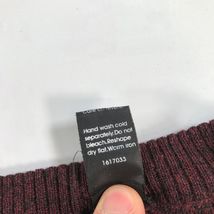 Hand wash cold
separately.Do not
bleach.Reshape
dry flat.Warm iron
1617033